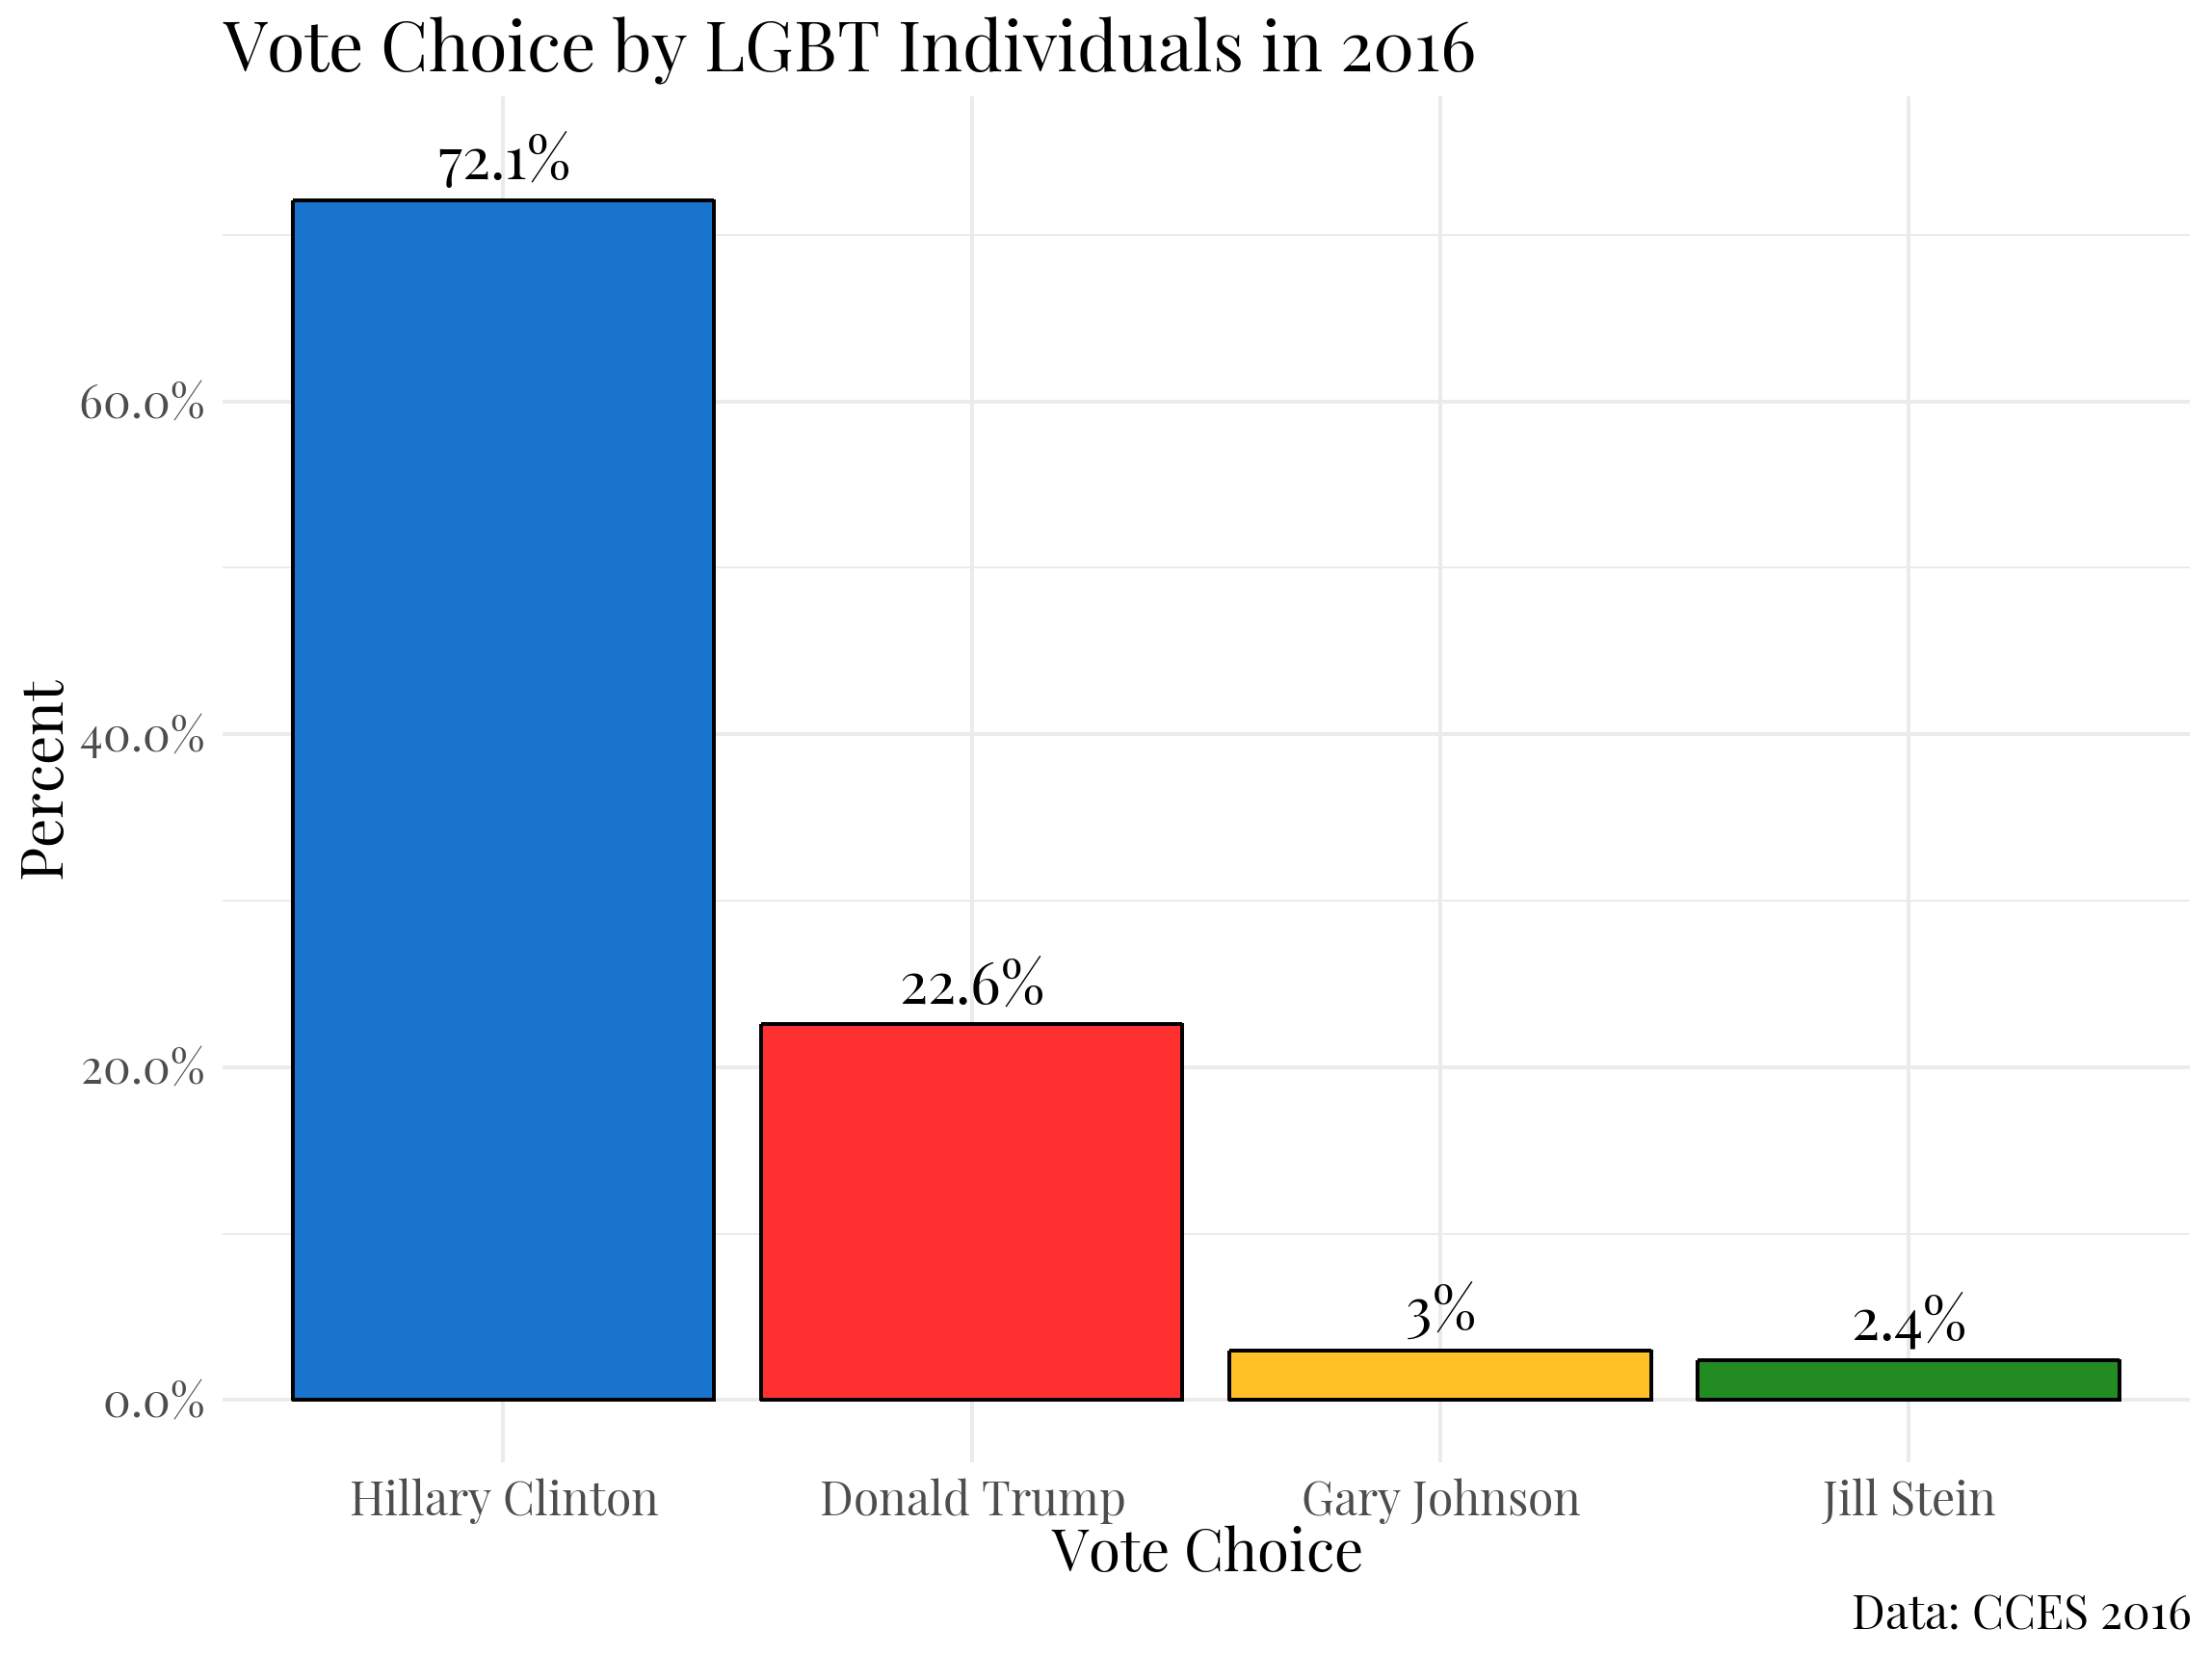 Vote Choice by LGBT Individuals in 2016
72.1%
60.0%
40.0%
Percent
22.6%
20.0%
3%
2.4%
0.0%
Hillary Clinton Donald Trump Gary Johnson Jill Stein
Vote Choice
Data: CCES 2016